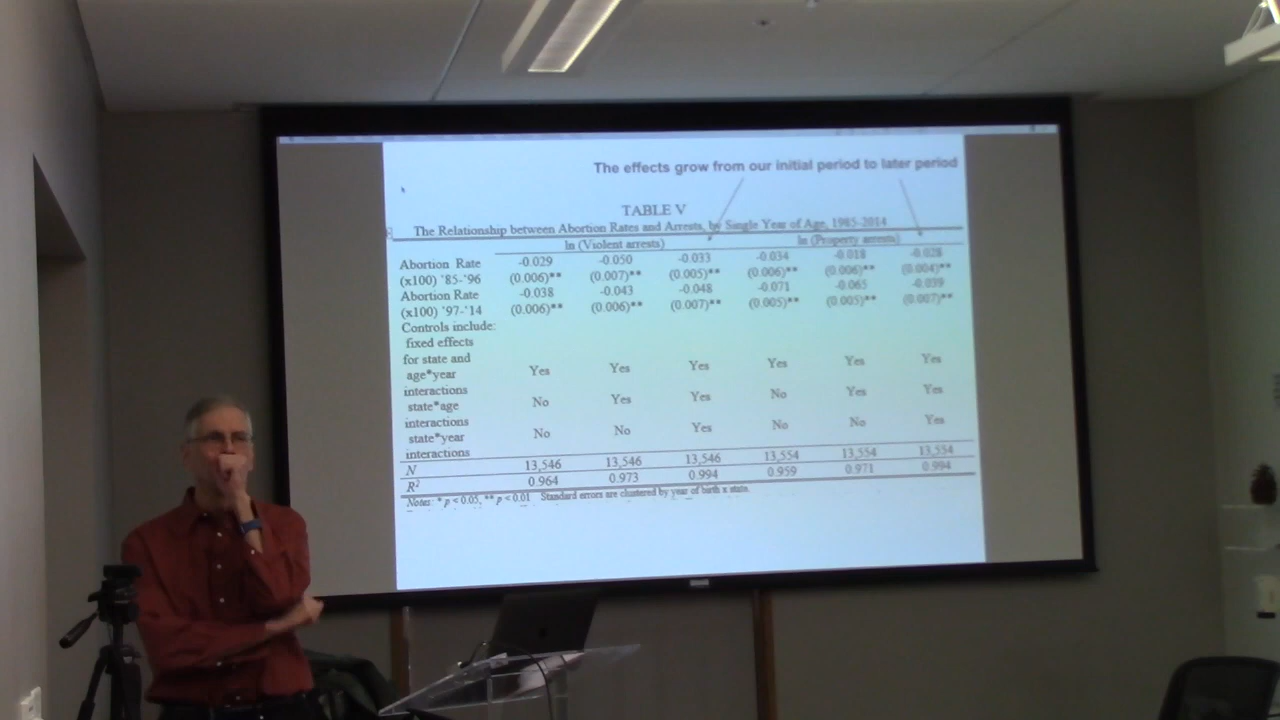 The effects grow from our initial period to later period
TABLE V
The Relationship between Abortion Rates and Arrests, by Single Year of Age, 1985-2014
ln (Violent arrests) ln (Property arrests)
Abortion Rate -0.029 -0.050 -0.033 -0.034 -0.018 -0.028
(x100) '85-'96 (0.006)** (0.007)** (0.005)** (0.006)** (0.006)** (0.004)**
Abortion Rate -0.038 -0.043 -0.048 -0.071 -0.065 -0.039
(x100) '97-'14 (0.006)** (0.006)** (0.007)** (0.005)** (0.005)** (0.007)**
Controls include:
fixed effects
for state and
age*year Yes Yes Yes Yes Yes Yes
interactions
state*age No Yes Yes No Yes Yes
interactions
state*year No No Yes No No Yes
interactions
N 13,546 13,546 13,546 13,554 13,554 13,554
R² 0.964 0.973 0.994 0.959 0.971 0.994
Notes: * p < 0.05, ** p < 0.01 Standard errors are clustered by year of birth x state.